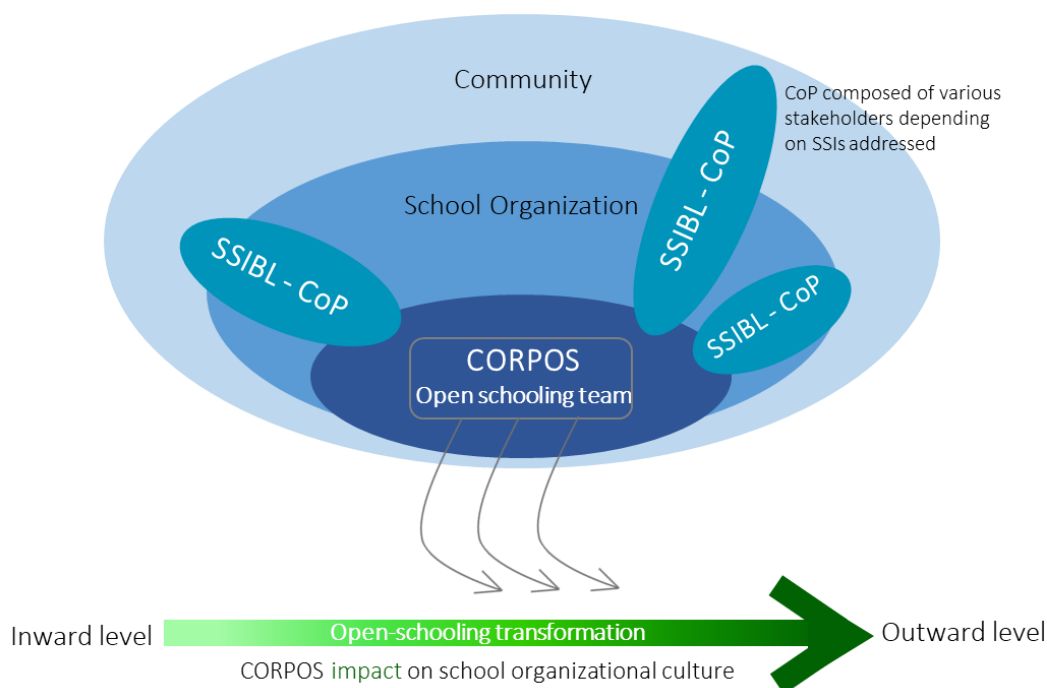 Community
CoP composed of various
stakeholders depending
on SSIs addressed
School Organization
SSIBL - CoP
SSIBL - CoP
SSIBL - CoP
CORPOS
Open schooling team
Inward level
Open-schooling transformation
Outward level
CORPOS impact on school organizational culture